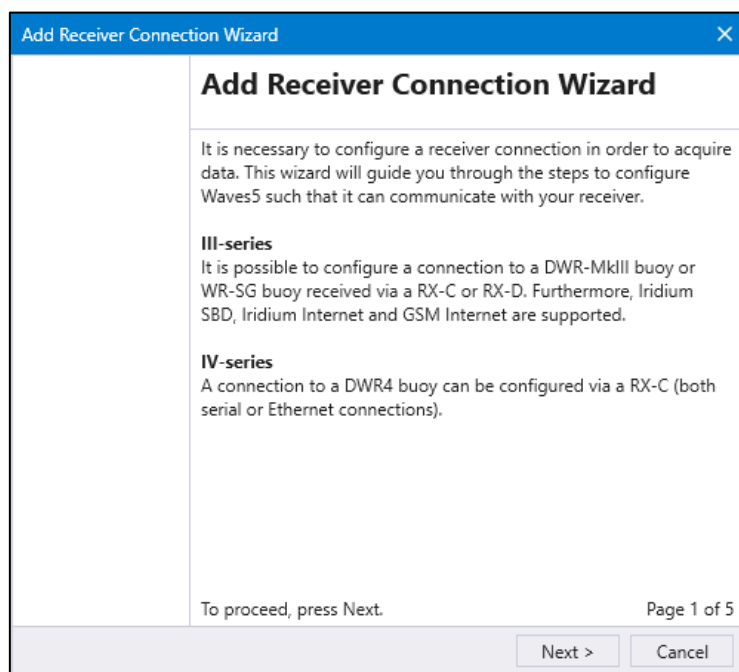 Add Receiver Connection Wizard
Add Receiver Connection Wizard
It is necessary to configure a receiver connection in order to acquire
data. This wizard will guide you through the steps to configure
Waves5 such that it can communicate with your receiver.
III-series
It is possible to configure a connection to a DWR-MkIII buoy or
WR-SG buoy received via a RX-C or RX-D. Furthermore, Iridium
SBD, Iridium Internet and GSM Internet are supported.
IV-series
A connection to a DWR4 buoy can be configured via a RX-C (both
serial or Ethernet connections).
To proceed, press Next.
Page 1 of 5
Next >
Cancel